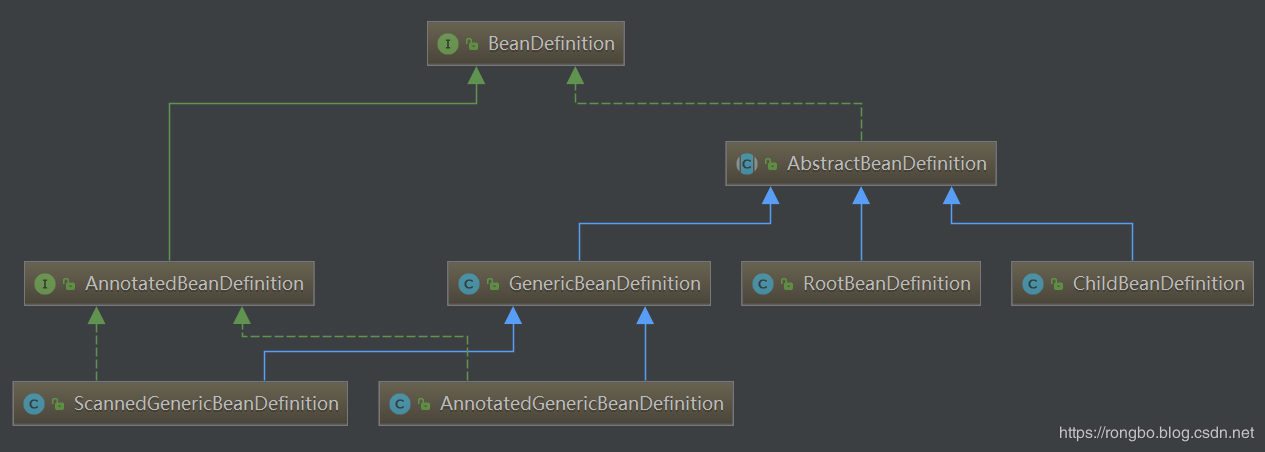 I BeanDefinition
C AbstractBeanDefinition
I AnnotatedBeanDefinition
C GenericBeanDefinition
C RootBeanDefinition
C ChildBeanDefinition
C ScannedGenericBeanDefinition
C AnnotatedGenericBeanDefinition
https://rongbo.blog.csdn.net